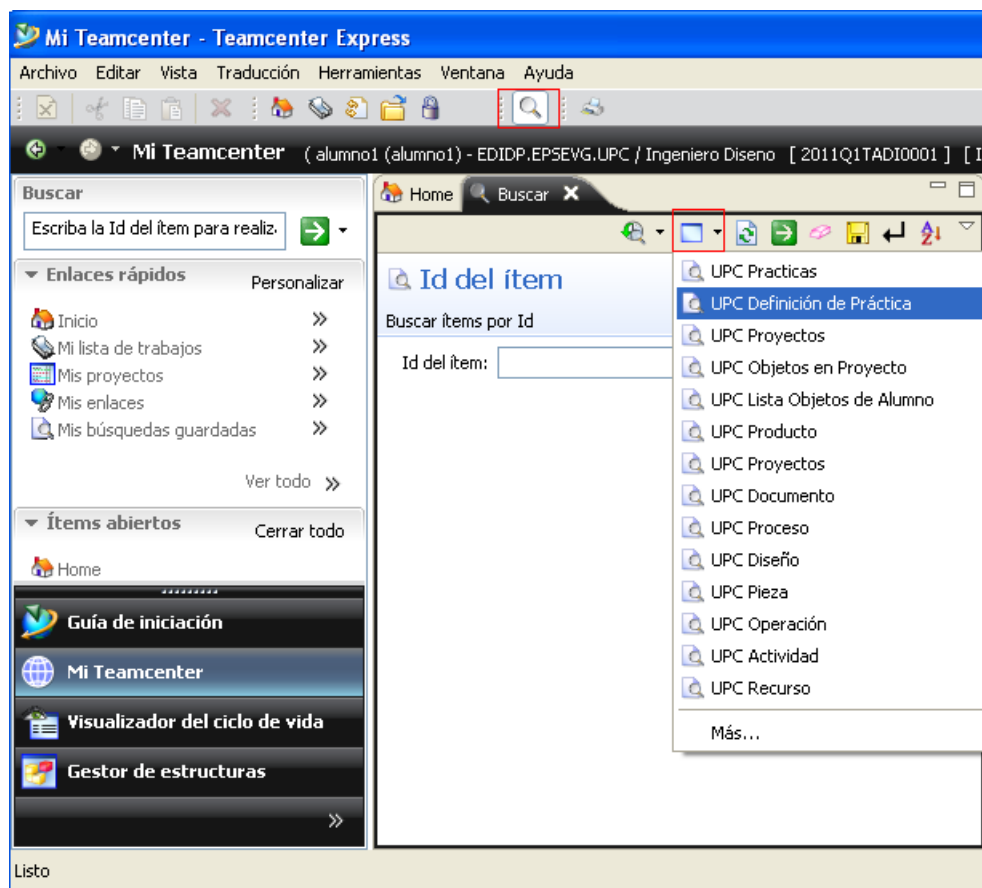 Mi Teamcenter - Teamcenter Express
Archivo Editar Vista Traducción Herramientas Ventana Ayuda
Mi Teamcenter ( alumno1 (alumno1) - EDIDP.EPSEVG.UPC / Ingeniero Diseno [ 2011Q1TADI0001 ] [
Buscar
Escriba la Id del ítem para realiz
Enlaces rápidos
Personalizar
Inicio
Mi lista de trabajos
Mis proyectos
Mis enlaces
Mis búsquedas guardadas
Ver todo
Ítems abiertos
Cerrar todo
Home
Guía de iniciación
Mi Teamcenter
Visualizador del ciclo de vida
Gestor de estructuras
Home Buscar
Id del ítem
Buscar ítems por Id
Id del ítem:
UPC Practicas
UPC Definición de Práctica
UPC Proyectos
UPC Objetos en Proyecto
UPC Lista Objetos de Alumno
UPC Producto
UPC Proyectos
UPC Documento
UPC Proceso
UPC Diseño
UPC Pieza
UPC Operación
UPC Actividad
UPC Recurso
Más...
Listo